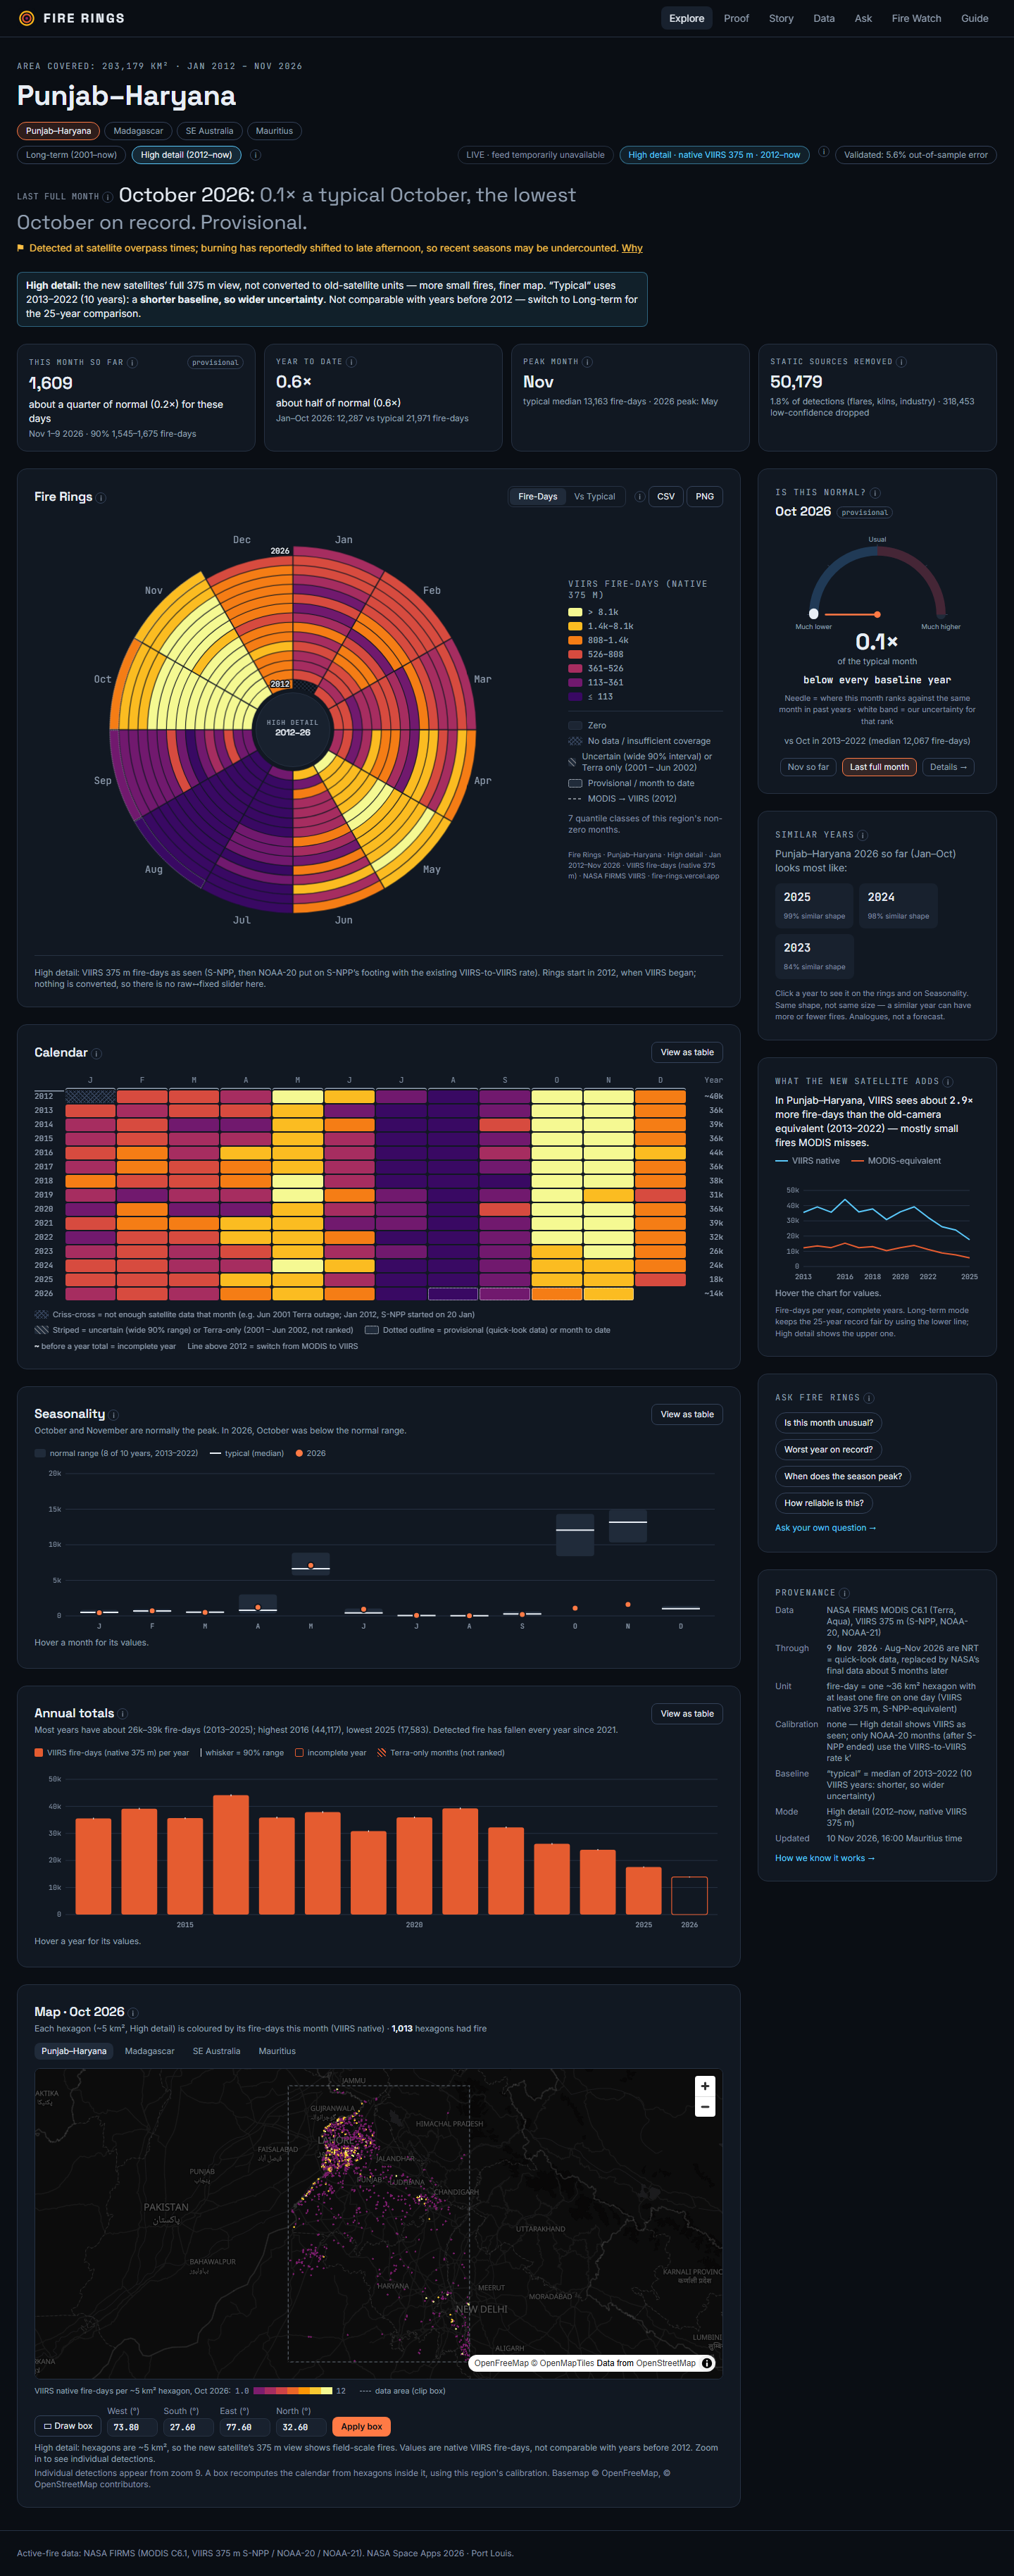 FIRE RINGS
Explore Proof Story Data Ask Fire Watch Guide
AREA COVERED: 203,179 KM² · JAN 2012 – NOV 2026
Punjab–Haryana
Punjab–Haryana Madagascar SE Australia Mauritius
Long-term (2001–now) High detail (2012–now) i LIVE · feed temporarily unavailable High detail · native VIIRS 375 m · 2012–now i Validated: 5.6% out-of-sample error
LAST FULL MONTH i October 2026: 0.1× a typical October, the lowest
October on record. Provisional.
Detected at satellite overpass times; burning has reportedly shifted to late afternoon, so recent seasons may be undercounted. Why
High detail: the new satellites' full 375 m view, not converted to old-satellite units — more small fires, finer map. "Typical" uses
2013–2022 (10 years): a shorter baseline, so wider uncertainty. Not comparable with years before 2012 — switch to Long-term for
the 25-year comparison.
THIS MONTH SO FAR i provisional
1,609
about a quarter of normal (0.2×) for these
days
Nov 1–9 2026 · 90% 1,545–1,675 fire-days
YEAR TO DATE i
0.6×
about half of normal (0.6×)
Jan–Oct 2026: 12,287 vs typical 21,971 fire-days
PEAK MONTH i
Nov
typical median 13,163 fire-days · 2026 peak: May
STATIC SOURCES REMOVED i
50,179
1.8% of detections (flares, kilns, industry) · 318,453
low-confidence dropped
Fire Rings i
Fire-Days Vs Typical i CSV PNG
Dec Jan
2026
Nov Feb
Oct Mar
2012
HIGH DETAIL
2012–26
Sep Apr
Aug May
Jul Jun
VIIRS FIRE-DAYS (NATIVE
375 M)
> 8.1k
1.4k–8.1k
808–1.4k
526–808
361–526
113–361
≤ 113
Zero
No data / insufficient coverage
Uncertain (wide 90% interval) or
Terra only (2001 – Jun 2002)
Provisional / month to date
MODIS → VIIRS (2012)
7 quantile classes of this region's non-
zero months.
Fire Rings · Punjab–Haryana · High detail · Jan
2012–Nov 2026 · VIIRS fire-days (native 375
m) · NASA FIRMS VIIRS · fire-rings.vercel.app
High detail: VIIRS 375 m fire-days as seen (S-NPP, then NOAA-20 put on S-NPP's footing with the existing VIIRS-to-VIIRS rate). Rings start in 2012, when VIIRS began;
nothing is converted, so there is no raw↔fixed slider here.
IS THIS NORMAL? i
Oct 2026 provisional
Usual
Much lower Much higher
0.1×
of the typical month
below every baseline year
Needle = where this month ranks against the same
month in past years · white band = our uncertainty for
that rank
vs Oct in 2013–2022 (median 12,067 fire-days)
Nov so far Last full month Details →
SIMILAR YEARS i
Punjab–Haryana 2026 so far (Jan–Oct)
looks most like:
2025
99% similar shape
2024
98% similar shape
2023
84% similar shape
Click a year to see it on the rings and on Seasonality.
Same shape, not same size — a similar year can have
more or fewer fires. Analogues, not a forecast.
WHAT THE NEW SATELLITE ADDS i
In Punjab–Haryana, VIIRS sees about 2.9×
more fire-days than the old-camera
equivalent (2013–2022) — mostly small
fires MODIS misses.
VIIRS native MODIS-equivalent
50k
40k
30k
20k
10k
0
2013 2016 2018 2020 2022 2025
Hover the chart for values.
Fire-days per year, complete years. Long-term mode
keeps the 25-year record fair by using the lower line;
High detail shows the upper one.
ASK FIRE RINGS i
Is this month unusual?
Worst year on record?
When does the season peak?
How reliable is this?
Ask your own question →
PROVENANCE i
Data NASA FIRMS MODIS C6.1 (Terra,
Aqua), VIIRS 375 m (S-NPP, NOAA-
20, NOAA-21)
Through 9 Nov 2026 · Aug–Nov 2026 are NRT
= quick-look data, replaced by NASA's
final data about 5 months later
Unit fire-day = one ~36 km² hexagon with
at least one fire on one day (VIIRS
native 375 m, S-NPP-equivalent)
Calibration none — High detail shows VIIRS as
seen; only NOAA-20 months (after S-
NPP ended) use the VIIRS-to-VIIRS
rate k'
Baseline "typical" = median of 2013–2022 (10
VIIRS years: shorter, so wider
uncertainty)
Mode High detail (2012–now, native VIIRS
375 m)
Updated 10 Nov 2026, 16:00 Mauritius time
How we know it works →
Calendar i View as table
J F M A M J J A S O N D Year
2012 ~40k
2013 36k
2014 39k
2015 36k
2016 44k
2017 36k
2018 38k
2019 31k
2020 36k
2021 39k
2022 32k
2023 26k
2024 24k
2025 18k
2026 ~14k
Criss-cross = not enough satellite data that month (e.g. Jun 2001 Terra outage; Jan 2012, S-NPP started on 20 Jan)
Striped = uncertain (wide 90% range) or Terra-only (2001 – Jun 2002, not ranked) Dotted outline = provisional (quick-look data) or month to date
~ before a year total = incomplete year Line above 2012 = switch from MODIS to VIIRS
Seasonality i View as table
October and November are normally the peak. In 2026, October was below the normal range.
normal range (8 of 10 years, 2013–2022) typical (median) 2026
20k
15k
10k
5k
0
J F M A M J J A S O N D
Hover a month for its values.
Annual totals i View as table
Most years have about 26k–39k fire-days (2013–2025); highest 2016 (44,117), lowest 2025 (17,583). Detected fire has fallen every year since 2021.
VIIRS fire-days (native 375 m) per year whisker = 90% range incomplete year Terra-only months (not ranked)
50k
40k
30k
20k
10k
0
2015 2020 2025 2026
Hover a year for its values.
Map · Oct 2026 i
Each hexagon (~5 km², High detail) is coloured by its fire-days this month (VIIRS native) · 1,013 hexagons had fire
Punjab–Haryana Madagascar SE Australia Mauritius
+
−
JAMMU
AKTIKA
GUJRANWALA
HIMACHAL PRADESH
LAHORE
FAISALABAD
فیصل آباد
JALANDHAR
PUNJAB
پنجاب
PUNJAB LUDHIANA
CHANDIGARH
PAKISTAN
پاکستان
UTTARAKHAND
BAHAWALPUR
KARNALI PROVINC
HARYANA
MEERUT
MORADABAD
NEW DELHI
LUMBINI
ALIGARH
IKANA
OpenFreeMap © OpenMapTiles Data from OpenStreetMap
VIIRS native fire-days per ~5 km² hexagon, Oct 2026: 1.0 12 data area (clip box)
West (°) South (°) East (°) North (°)
Draw box 73.80 27.60 77.60 32.60 Apply box
High detail: hexagons are ~5 km², so the new satellite's 375 m view shows field-scale fires. Values are native VIIRS fire-days, not comparable with years before 2012. Zoom
in to see individual detections.
Individual detections appear from zoom 9. A box recomputes the calendar from hexagons inside it, using this region's calibration. Basemap © OpenFreeMap, ©
OpenStreetMap contributors.
Active-fire data: NASA FIRMS (MODIS C6.1, VIIRS 375 m S-NPP / NOAA-20 / NOAA-21). NASA Space Apps 2026 · Port Louis.